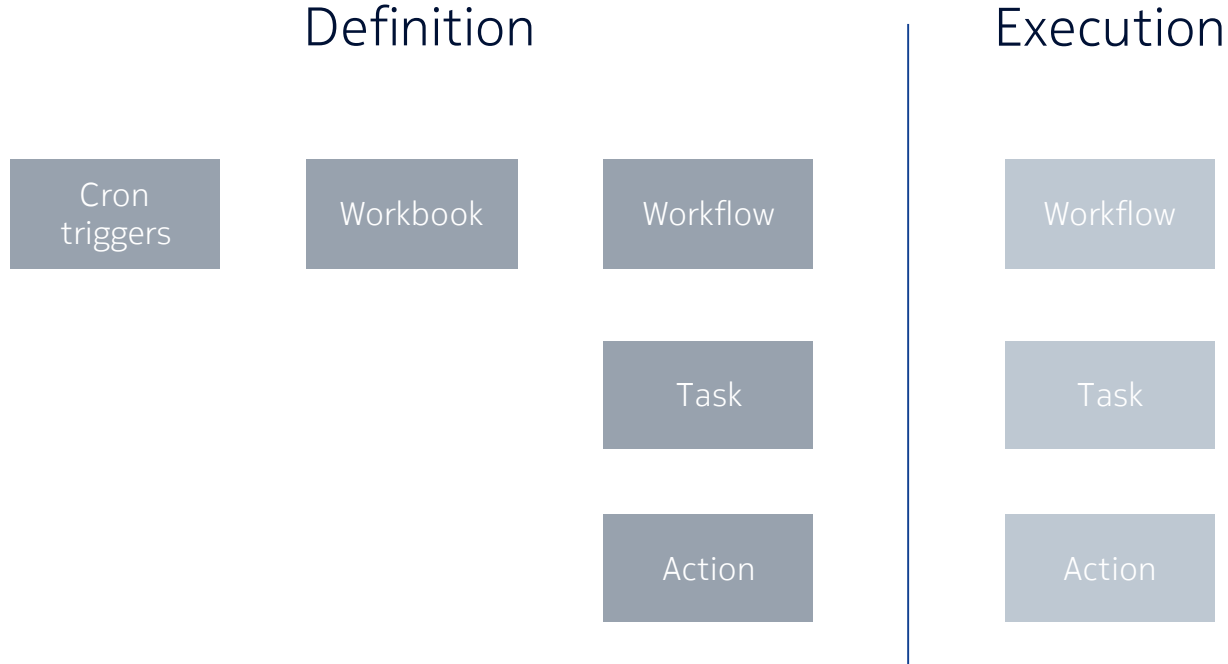 Definition
Execution
Cron
triggers
Workbook
Workflow
Workflow
Task
Task
Action
Action